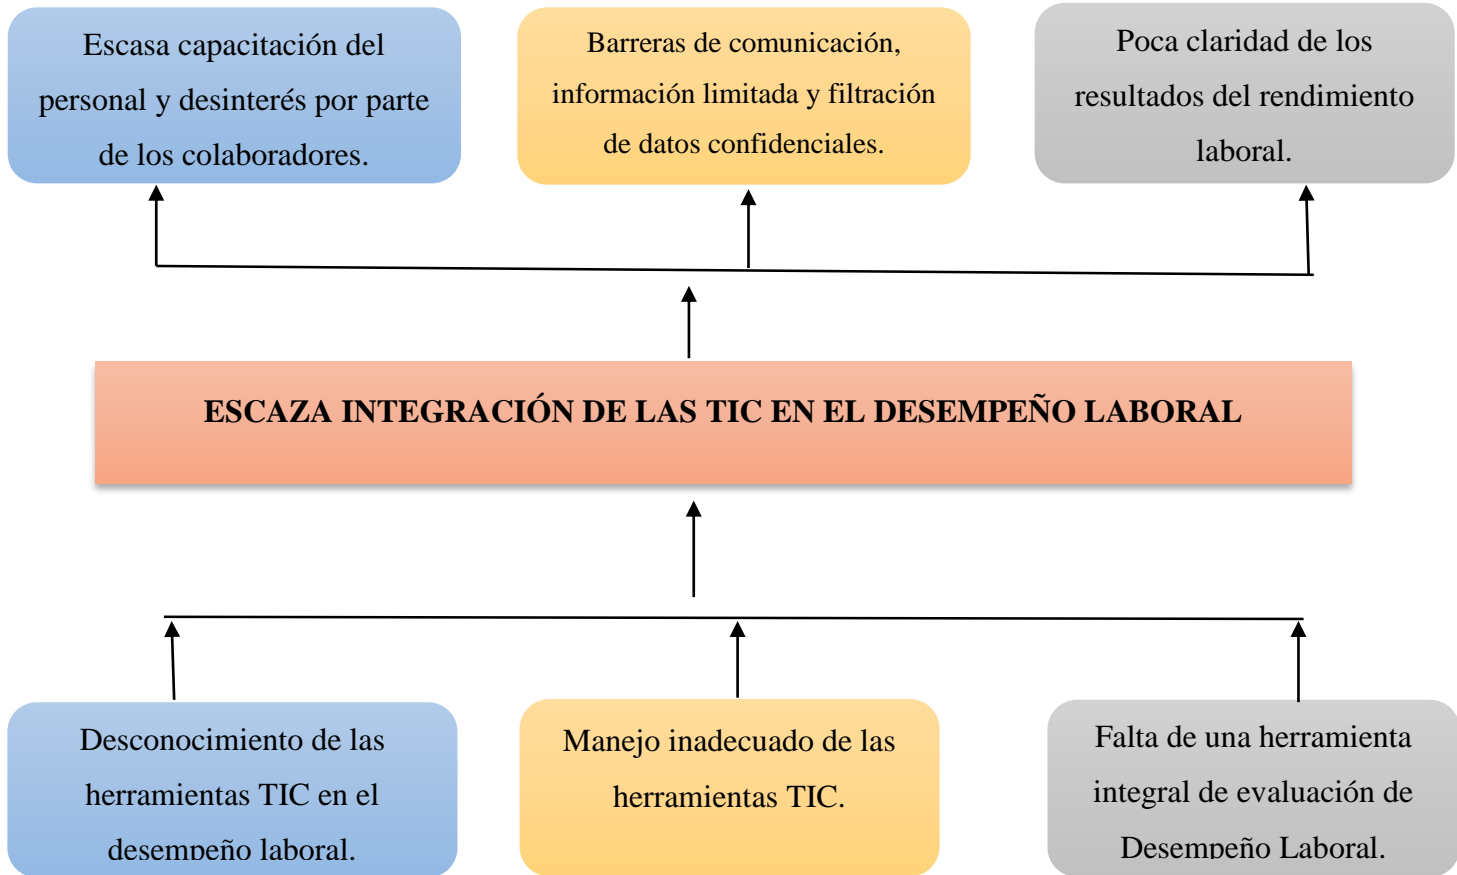 Escasa capacitación del
personal y desinterés por parte
de los colaboradores.
Barreras de comunicación,
información limitada y filtración
de datos confidenciales.
Poca claridad de los
resultados del rendimiento
laboral.
ESCAZA INTEGRACIÓN DE LAS TIC EN EL DESEMPEÑO LABORAL
Desconocimiento de las
herramientas TIC en el
desempeño laboral.
Manejo inadecuado de las
herramientas TIC.
Falta de una herramienta
integral de evaluación de
Desempeño Laboral.